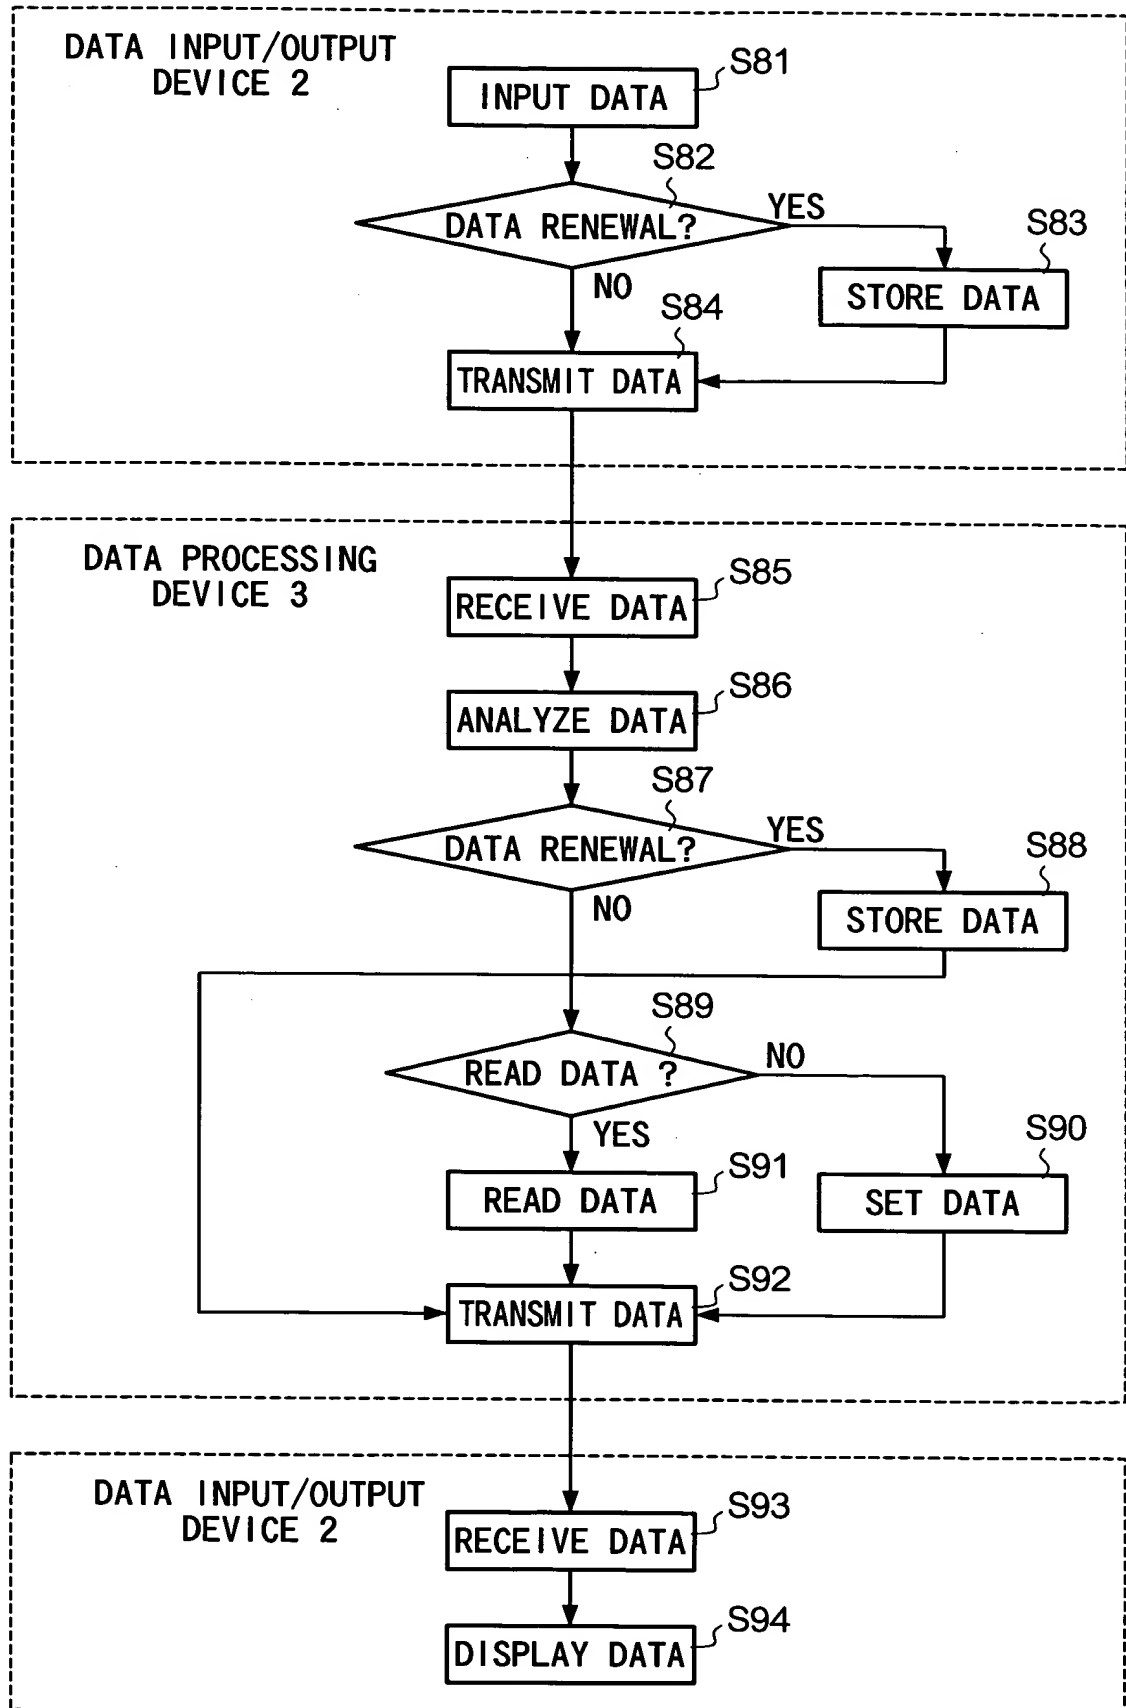 DATA INPUT/OUTPUT
DEVICE 2
S81
INPUT DATA
S82
DATA RENEWAL?
YES
S83
STORE DATA
NO
S84
TRANSMIT DATA
DATA PROCESSING
DEVICE 3
S85
RECEIVE DATA
S86
ANALYZE DATA
S87
DATA RENEWAL?
YES
S88
STORE DATA
NO
S89
READ DATA ?
NO
S90
SET DATA
YES
S91
READ DATA
S92
TRANSMIT DATA
DATA INPUT/OUTPUT
DEVICE 2
S93
RECEIVE DATA
S94
DISPLAY DATA